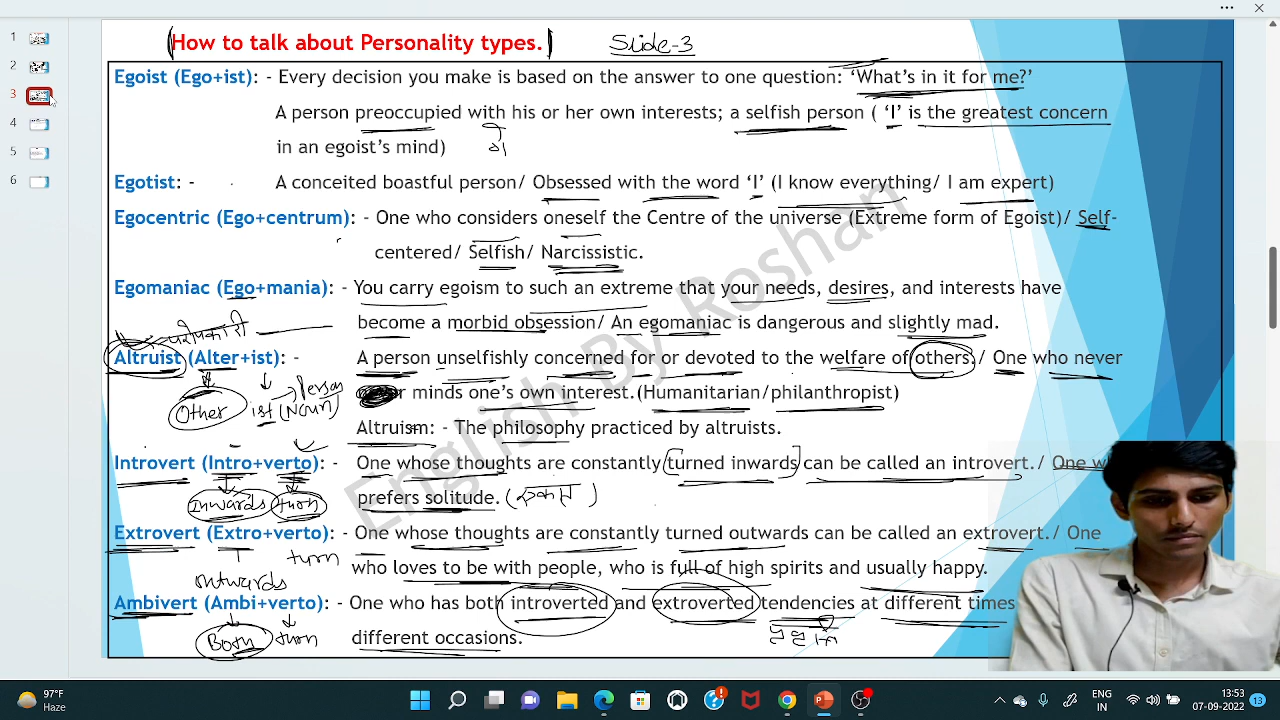 1
2
3
4
5
6
How to talk about Personality types. Slide-3
Egoist (Ego+ist): - Every decision you make is based on the answer to one question: 'What's in it for me?'
A person preoccupied with his or her own interests; a selfish person ( 'I' is the greatest concern
in an egoist's mind)
Egotist: - A conceited boastful person/ Obsessed with the word 'I' (I know everything/ I am expert)
Egocentric (Ego+centrum): - One who considers oneself the Centre of the universe (Extreme form of Egoist)/ Self-
centered/ Selfish/ Narcissistic.
Egomaniac (Ego+mania): - You carry egoism to such an extreme that your needs, desires, and interests have
become a morbid obsession/ An egomaniac is dangerous and slightly mad.
परोपकारी
Altruist (Alter+ist): - A person unselfishly concerned for or devoted to the welfare of others./ One who never
minds one's own interest.(Humanitarian/philanthropist)
Other ist (Noun) Person
Altruism: - The philosophy practiced by altruists.
Introvert (Intro+verto): - One whose thoughts are constantly turned inwards can be called an introvert./ One
prefers solitude. (एकान्त)
Inwards turn
Extrovert (Extro+verto): - One whose thoughts are constantly turned outwards can be called an extrovert./ One
turn
who loves to be with people, who is full of high spirits and usually happy.
outwards
Ambivert (Ambi+verto): - One who has both introverted and extroverted tendencies at different times
different occasions.
Both turn
English By Roshan
97°F
Haze
ENG
IN
13:53
07-09-2022
13